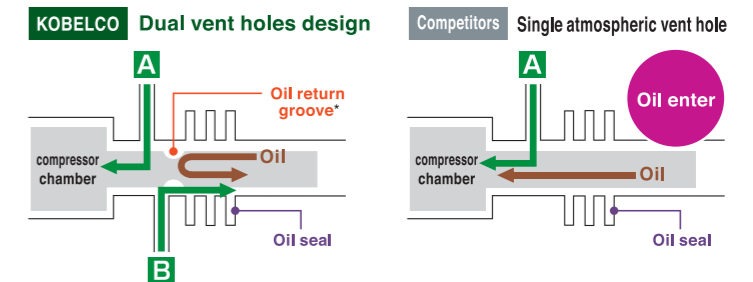 KOBELCO Dual vent holes design
A
Oil return
groove*
compressor
chamber
Oil
Oil seal
B
Competitors Single atmospheric vent hole
A
Oil enter
compressor
chamber
Oil
Oil seal